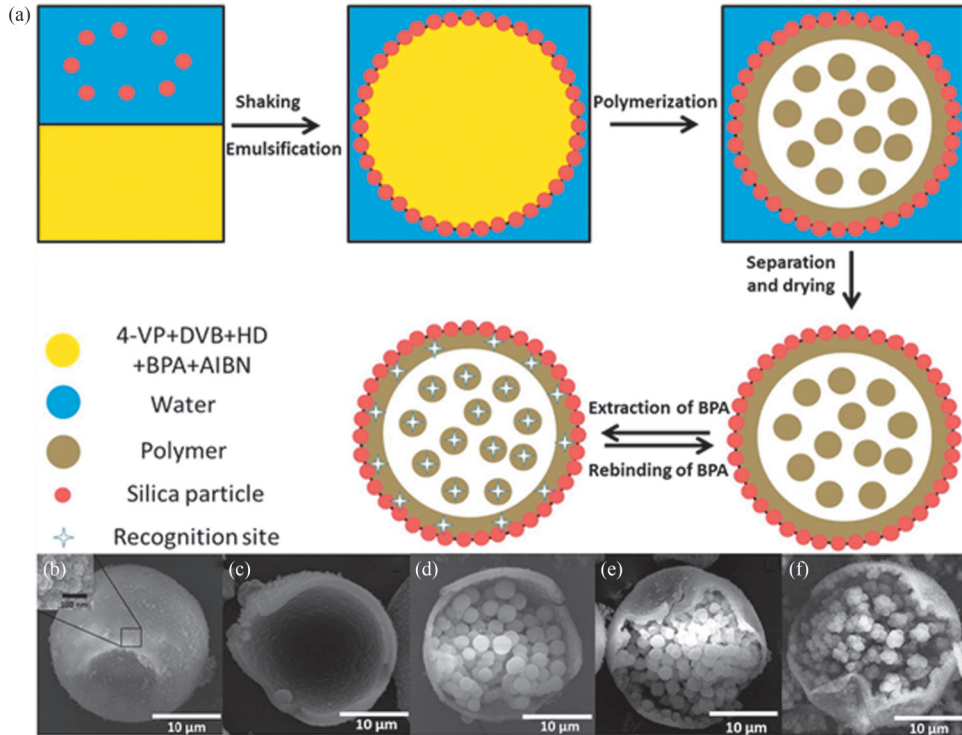 (a)
Shaking
Emulsification
Polymerization
Separation
and drying
4-VP+DVB+HD
+BPA+AIBN
Water
Polymer
Silica particle
Recognition site
Extraction of BPA
Rebinding of BPA
(b)
(c)
(d)
(e)
(f)
100 nm
10 µm
10 µm
10 µm
10 µm
10 µm